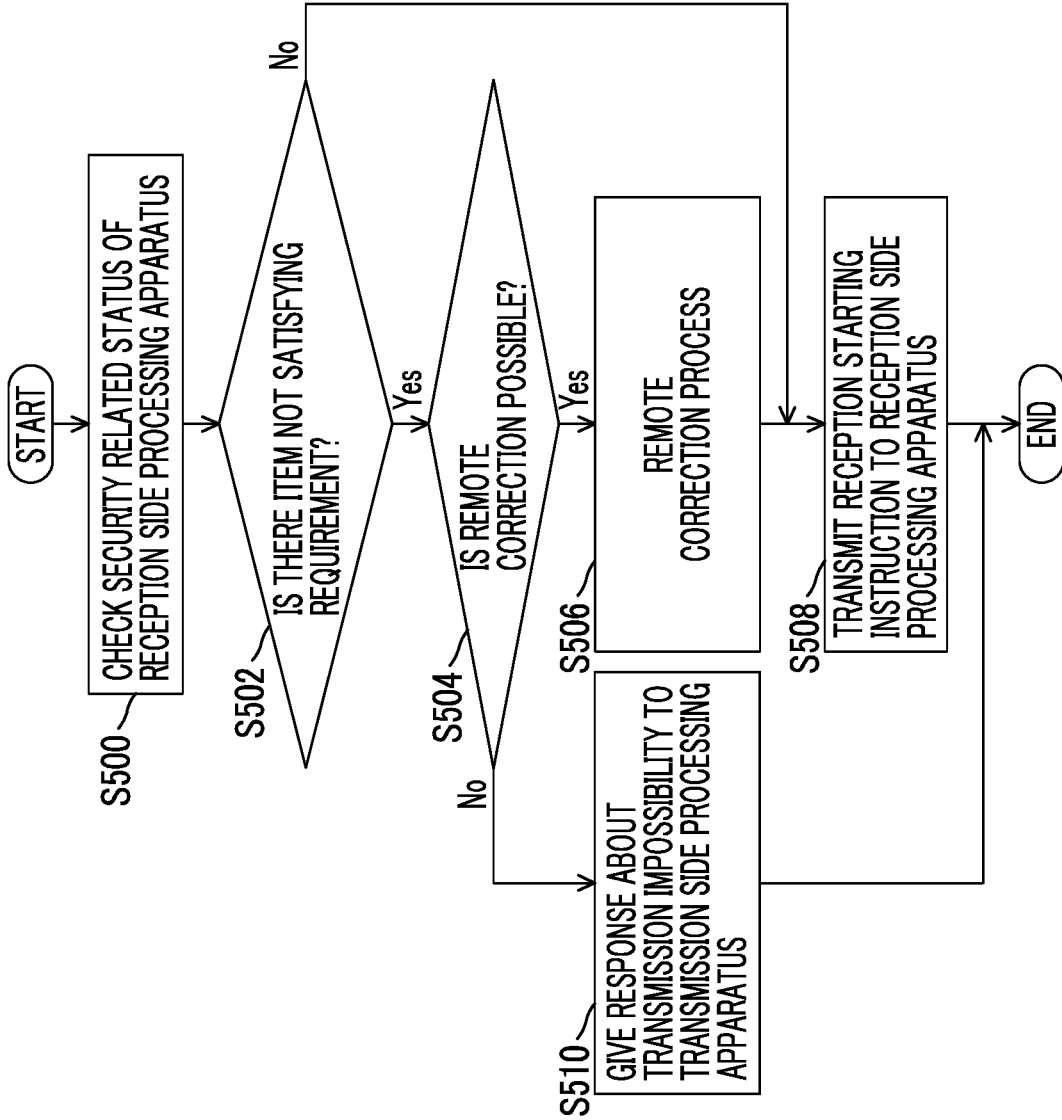 START
S500
CHECK SECURITY RELATED STATUS OF
RECEPTION SIDE PROCESSING APPARATUS
S502
IS THERE ITEM NOT SATISFYING
REQUIREMENT?
No
Yes
S504
IS REMOTE
CORRECTION POSSIBLE?
No
Yes
S510
GIVE RESPONSE ABOUT
TRANSMISSION IMPOSSIBILITY TO
TRANSMISSION SIDE PROCESSING
APPARATUS
S506
REMOTE
CORRECTION PROCESS
S508
TRANSMIT RECEPTION STARTING
INSTRUCTION TO RECEPTION SIDE
PROCESSING APPARATUS
END